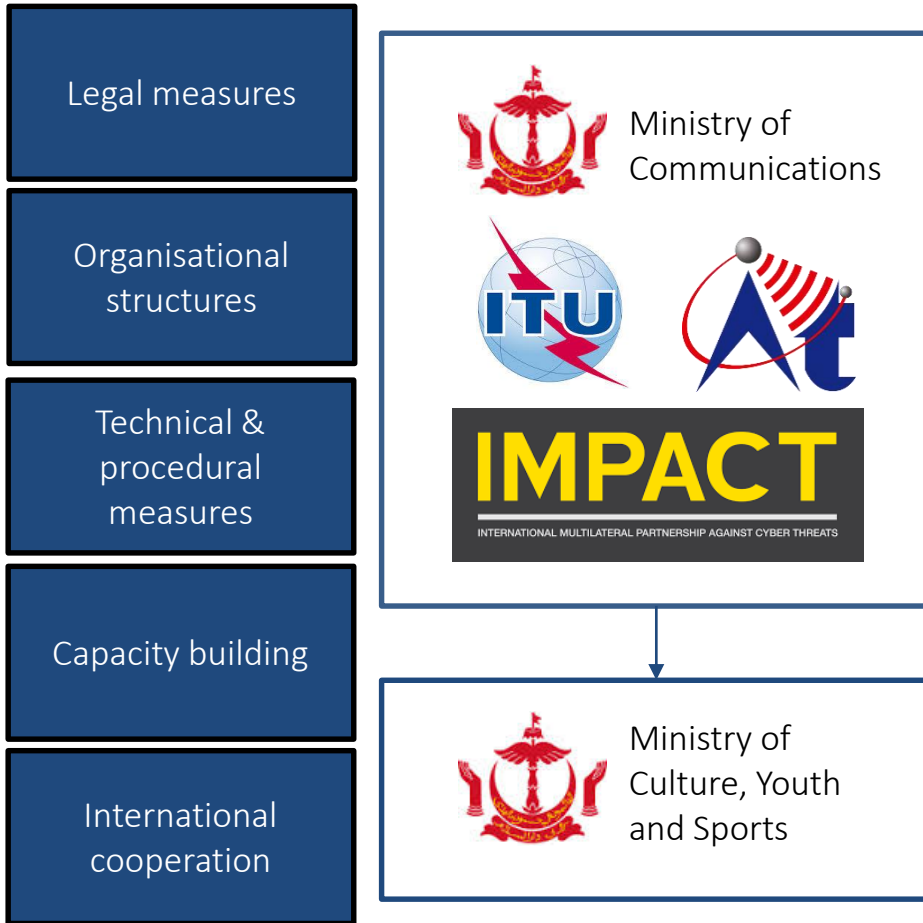 Legal measures
Organisational
structures
Technical &
procedural
measures
Capacity building
International
cooperation
Ministry of
Communications
ITU
At
IMPACT
INTERNATIONAL MULTILATERAL PARTNERSHIP AGAINST CYBER THREATS
Ministry of
Culture, Youth
and Sports